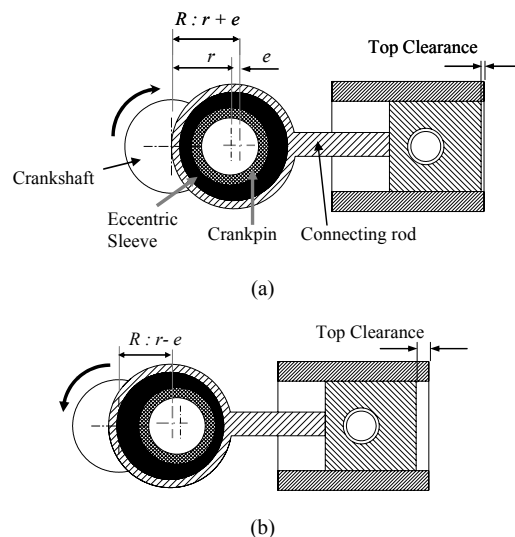 R : r + e
r
e
Top Clearance
Crankshaft
Eccentric
Sleeve
Crankpin
Connecting rod
(a)
R : r- e
Top Clearance
(b)